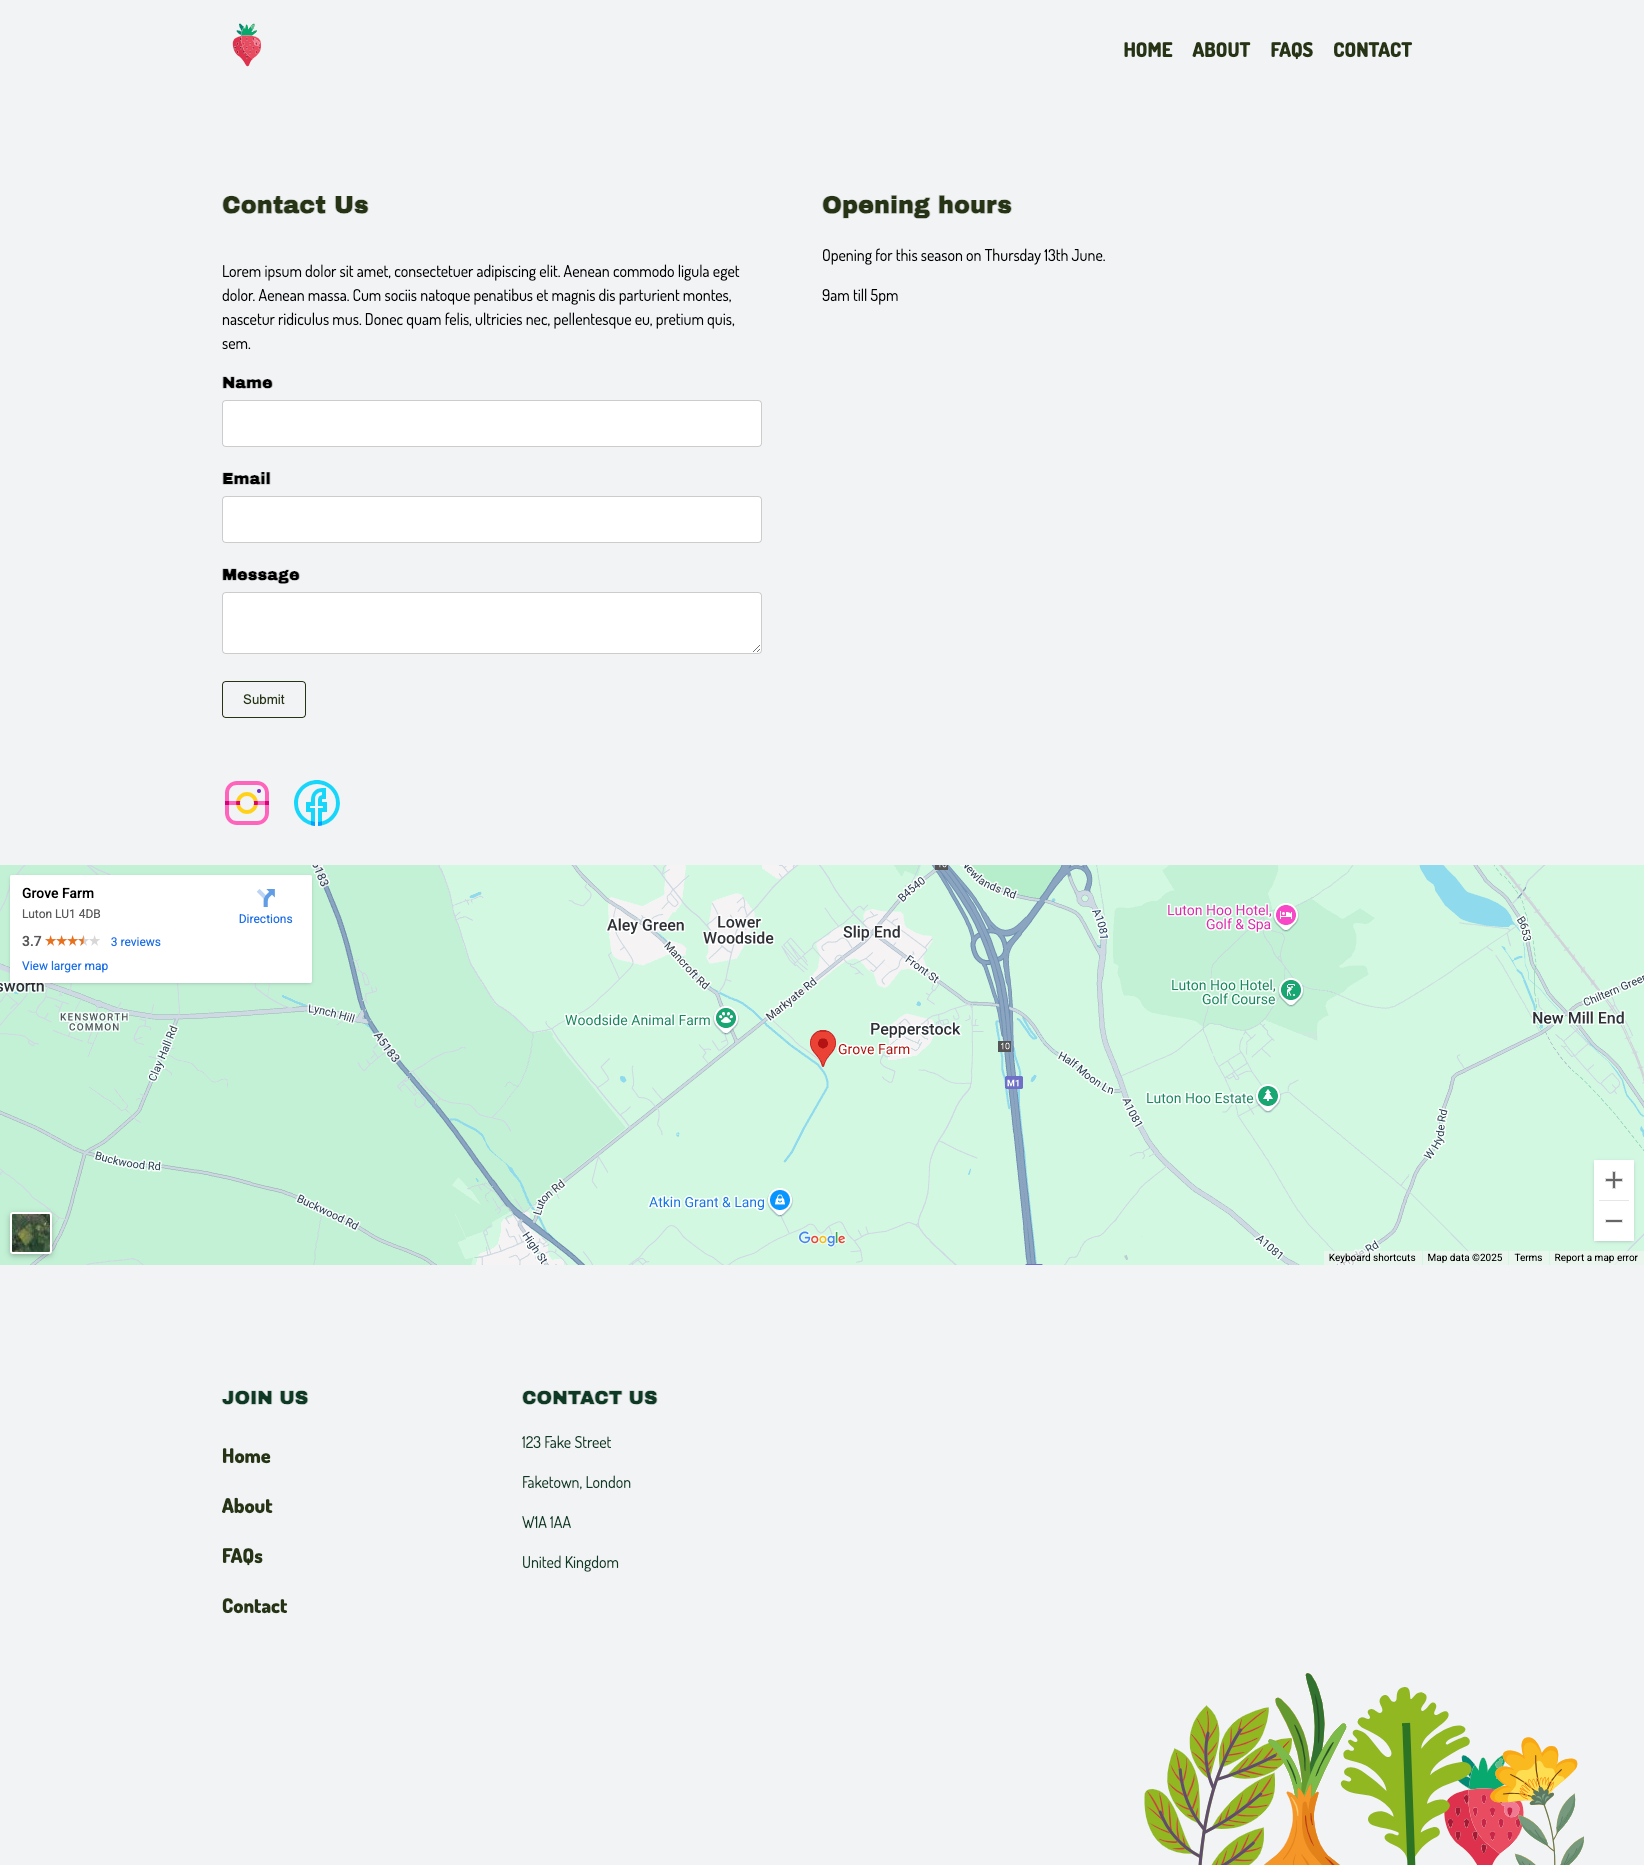 HOME ABOUT FAQS CONTACT
Contact Us
Lorem ipsum dolor sit amet, consectetuer adipiscing elit. Aenean commodo ligula eget
dolor. Aenean massa. Cum sociis natoque penatibus et magnis dis parturient montes,
nascetur ridiculus mus. Donec quam felis, ultricies nec, pellentesque eu, pretium quis,
sem.
Name
Email
Message
Submit
Opening hours
Opening for this season on Thursday 13th June.
9am till 5pm
Grove Farm
Luton LU1 4DB
3.7 3 reviews
View larger map
Directions
sworth
KENSWORTH
COMMON
Clay Hall Rd
Lynch Hill
A5183
5183
Buckwood Rd
Buckwood Rd
Luton Rd
High St
Aley Green
Lower
Woodside
Slip End
B4540
Newlands Rd
Mancroft Rd
Front St
Markyate Rd
Woodside Animal Farm
Pepperstock
Grove Farm
10
M1
Half Moon Ln
A1081
A1081
A1081
Luton Hoo Hotel,
Golf & Spa
Luton Hoo Hotel,
Golf Course
Luton Hoo Estate
B653
Chiltern Green
New Mill End
W Hyde Rd
Rd
Atkin Grant & Lang
Google
Keyboard shortcuts Map data ©2025 Terms Report a map error
JOIN US
Home
About
FAQs
Contact
CONTACT US
123 Fake Street
Faketown, London
W1A 1AA
United Kingdom